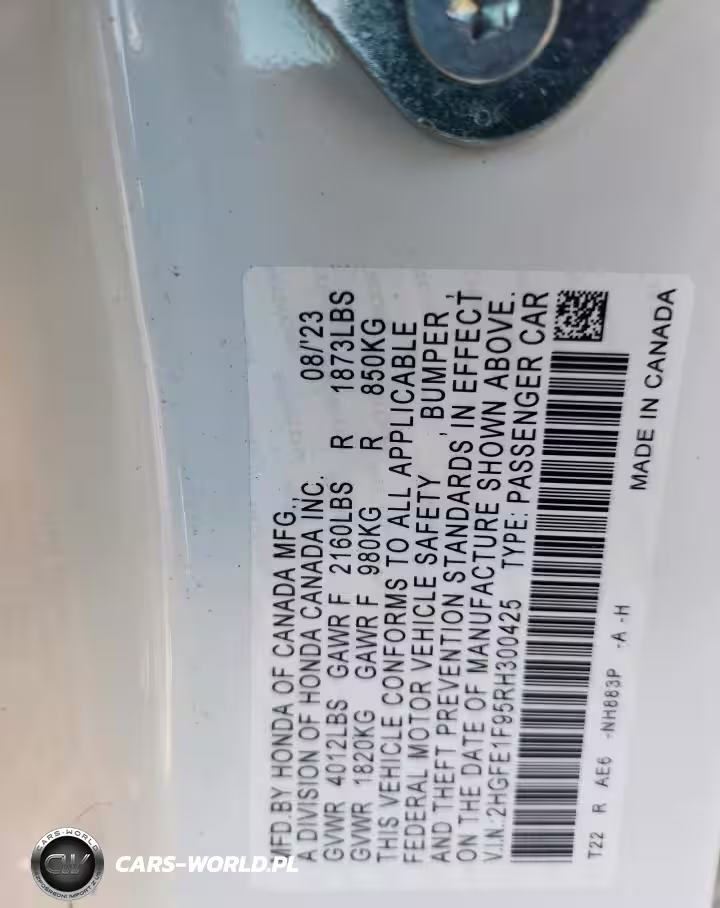 MFD.BY HONDA OF CANADA MFG.,
A DIVISION OF HONDA CANADA INC. 08/'23
GVWR 4012LBS GAWR F 2160LBS R 1873LBS
GVWR 1820KG GAWR F 980KG R 850KG
THIS VEHICLE CONFORMS TO ALL APPLICABLE
FEDERAL MOTOR VEHICLE SAFETY , BUMPER ,
AND THEFT PREVENTION STANDARDS IN EFFECT
ON THE DATE OF MANUFACTURE SHOWN ABOVE.
V.I.N.:2HGFE1F95RH300425 TYPE: PASSENGER CAR
T22 R AE6 -NH883P -A -H
MADE IN CANADA
CARS-WORLD
CW
CARS-WORLD.PL